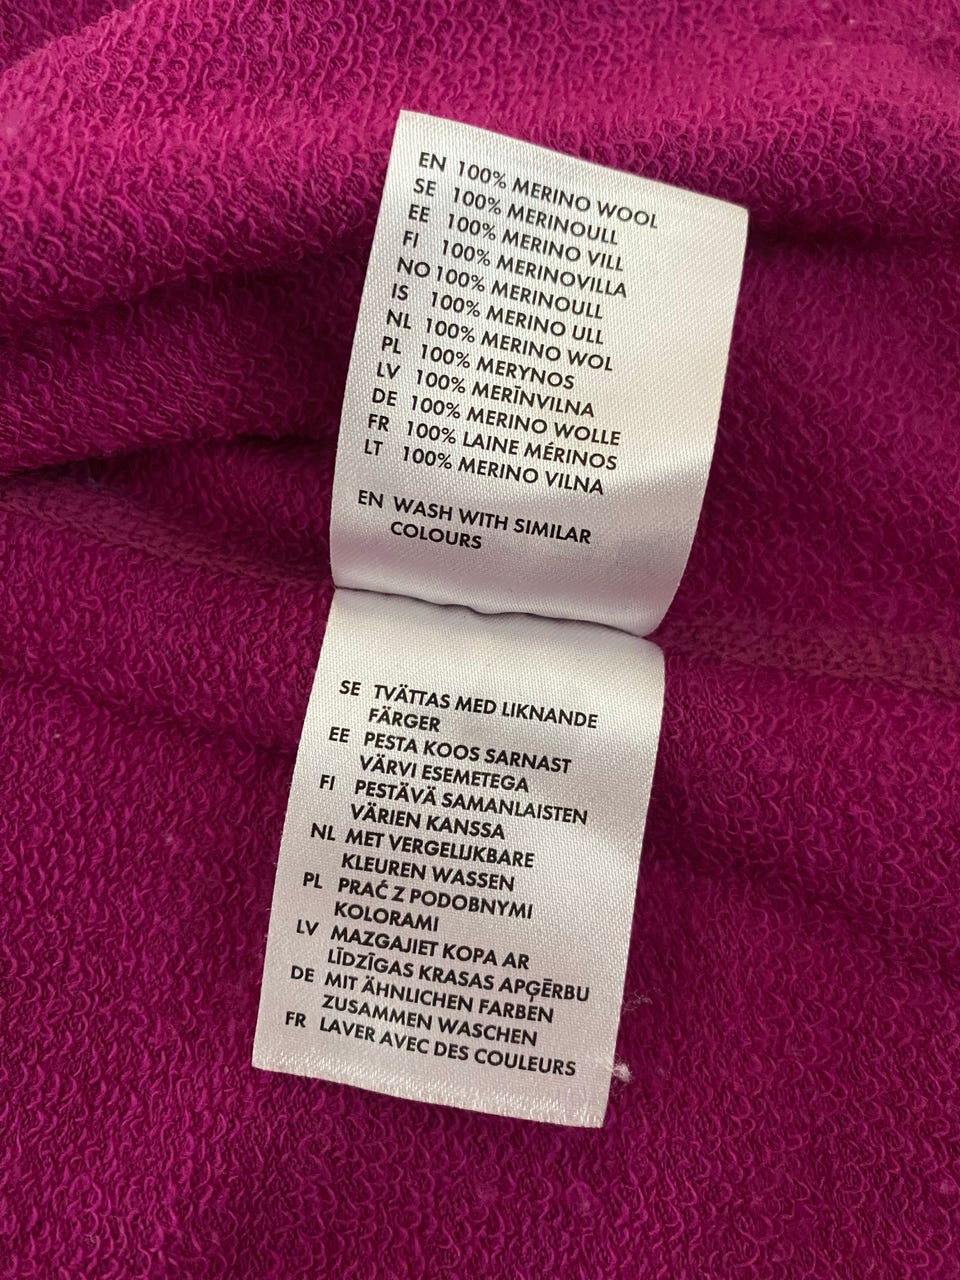 EN 100% MERINO WOOL
SE 100% MERINOULL
EE 100% MERINO VILL
FI 100% MERINOVILLA
NO 100% MERINOULL
IS 100% MERINO ULL
NL 100% MERINO WOL
PL 100% MERYNOS
LV 100% MERĪNVILNA
DE 100% MERINO WOLLE
FR 100% LAINE MÉRINOS
LT 100% MERINO VILNA
EN WASH WITH SIMILAR
COLOURS
SE TVÄTTAS MED LIKNANDE
FÄRGER
EE PESTA KOOS SARNAST
VÄRVI ESEMETEGA
FI PESTÄVÄ SAMANLAISTEN
VÄRIEN KANSSA
NL MET VERGELIJKBARE
KLEUREN WASSEN
PL PRAĆ Z PODOBNYMI
KOLORAMI
LV MAZGAJIET KOPA AR
LĪDZĪGAS KRASAS APĢĒRBU
DE MIT ÄHNLICHEN FARBEN
ZUSAMMEN WASCHEN
FR LAVER AVEC DES COULEURS